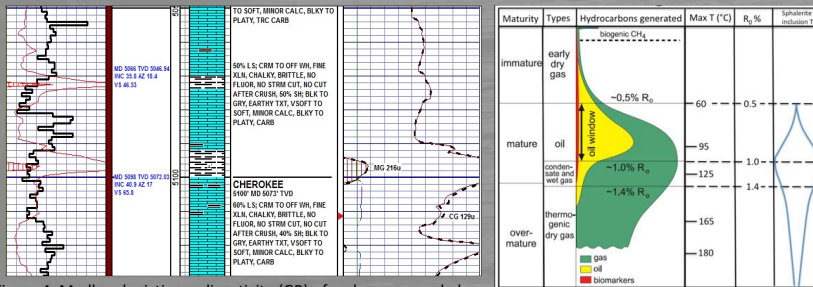 50
SOFT, MINOR CALC, BLKY TO
PLATY, TRC CARB
MD 5066 TVD 5046.94
INC 35.8 AZ 18.4
VS 46.53
50% LS; CRM TO OFF WH, FINE
XLN, CHALKY, BRITTLE, NO
FLUOR, NO STRM CUT, NO CUT
AFTER CRUSH, 50% SH; BLK TO
GRY, EARTHY TXT, VSOFT TO
SOFT, MINOR CALC, BLKY TO
PLATY, CARB
MG 216u
MD 5098 TVD 5072.03
INC 40.9 AZ 17
VS 65.8
5100
CHEROKEE
5100' MD 5073' TVD
60% LS; CRM TO OFF WH, FINE
XLN, CHALKY, BRITTLE, NO
FLUOR, NO STRM CUT, NO CUT
AFTER CRUSH, 40% SH; BLK TO
GRY, EARTHY TXT, VSOFT TO
SOFT, MINOR CALC, BLKY TO
PLATY, CARB
CG 129u
Maturity Types Hydrocarbons generated Max T (°C) R₀ % Sphalerite
inclusion T
biogenic CH₄
immature
early
dry
gas
~0.5% Rₒ
60
0.5
mature
oil
oil window
95
~1.0% Rₒ
1.0
conden-
sate and
wet gas
125
~1.4% Rₒ
1.4
over-
mature
thermo-
genic
dry gas
165
180
gas
oil
biomarkers